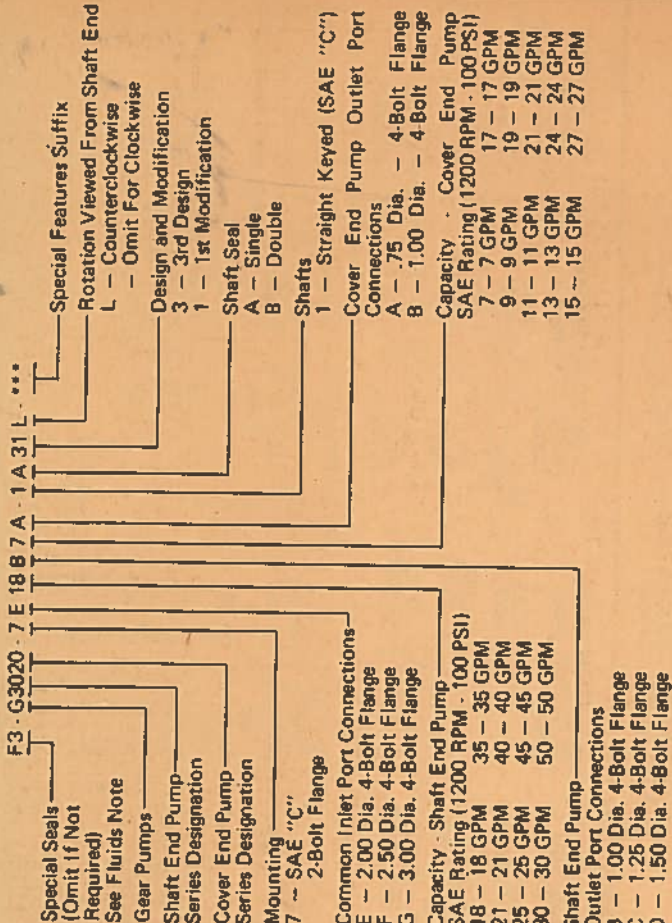 F3 - G3020 - 7 E 18 B 7 A - 1 A 31 L - ***
Special Seals
(Omit If Not
Required)
See Fluids Note
Gear Pumps
Shaft End Pump
Series Designation
Cover End Pump
Series Designation
Mounting
7 – SAE "C"
2-Bolt Flange
Common Inlet Port Connections
E – 2.00 Dia. 4-Bolt Flange
F – 2.50 Dia. 4-Bolt Flange
G – 3.00 Dia. 4-Bolt Flange
Capacity - Shaft End Pump
SAE Rating (1200 RPM - 100 PSI)
18 – 18 GPM 35 – 35 GPM
21 – 21 GPM 40 – 40 GPM
25 – 25 GPM 45 – 45 GPM
30 – 30 GPM 50 – 50 GPM
Shaft End Pump
Outlet Port Connections
B – 1.00 Dia. 4-Bolt Flange
C – 1.25 Dia. 4-Bolt Flange
– 1.50 Dia. 4-Bolt Flange
Special Features Suffix
Rotation Viewed From Shaft End
L – Counterclockwise
– Omit For Clockwise
Design and Modification
3 – 3rd Design
1 – 1st Modification
Shaft Seal
A – Single
B – Double
Shafts
1 – Straight Keyed (SAE "C")
Cover End Pump Outlet Port
Connections
A – .75 Dia. – 4-Bolt Flange
B – 1.00 Dia. – 4-Bolt Flange
Capacity - Cover End Pump
SAE Rating (1200 RPM - 100 PSI)
7 – 7 GPM 17 – 17 GPM
9 – 9 GPM 19 – 19 GPM
11 – 11 GPM 21 – 21 GPM
13 – 13 GPM 24 – 24 GPM
15 – 15 GPM 27 – 27 GPM